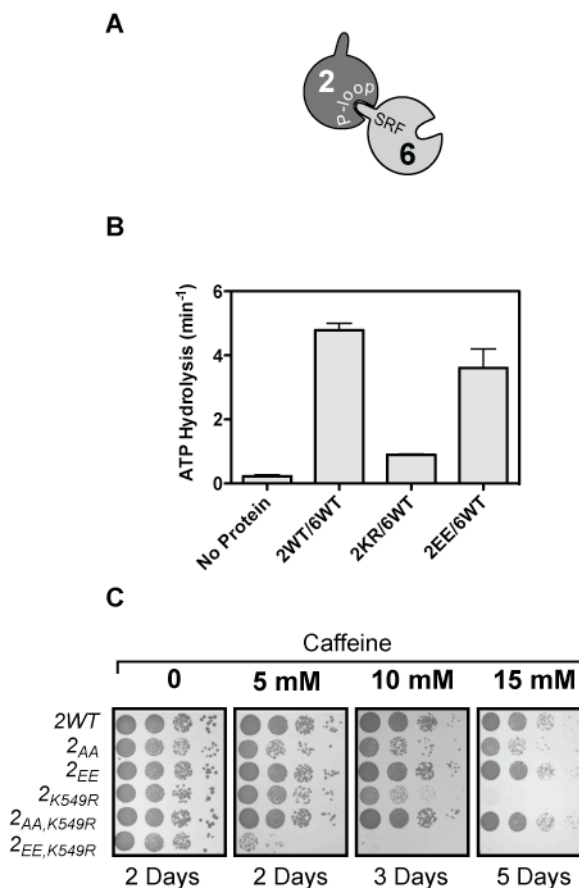 A
2
P-loop
SRF
6
B
ATP Hydrolysis (min-1)
6
4
2
0
No Protein
2WT/6WT
2KR/6WT
2EE/6WT
C
Caffeine
0 5 mM 10 mM 15 mM
2WT
2AA
2EE
2K549R
2AA,K549R
2EE,K549R
2 Days 2 Days 3 Days 5 Days